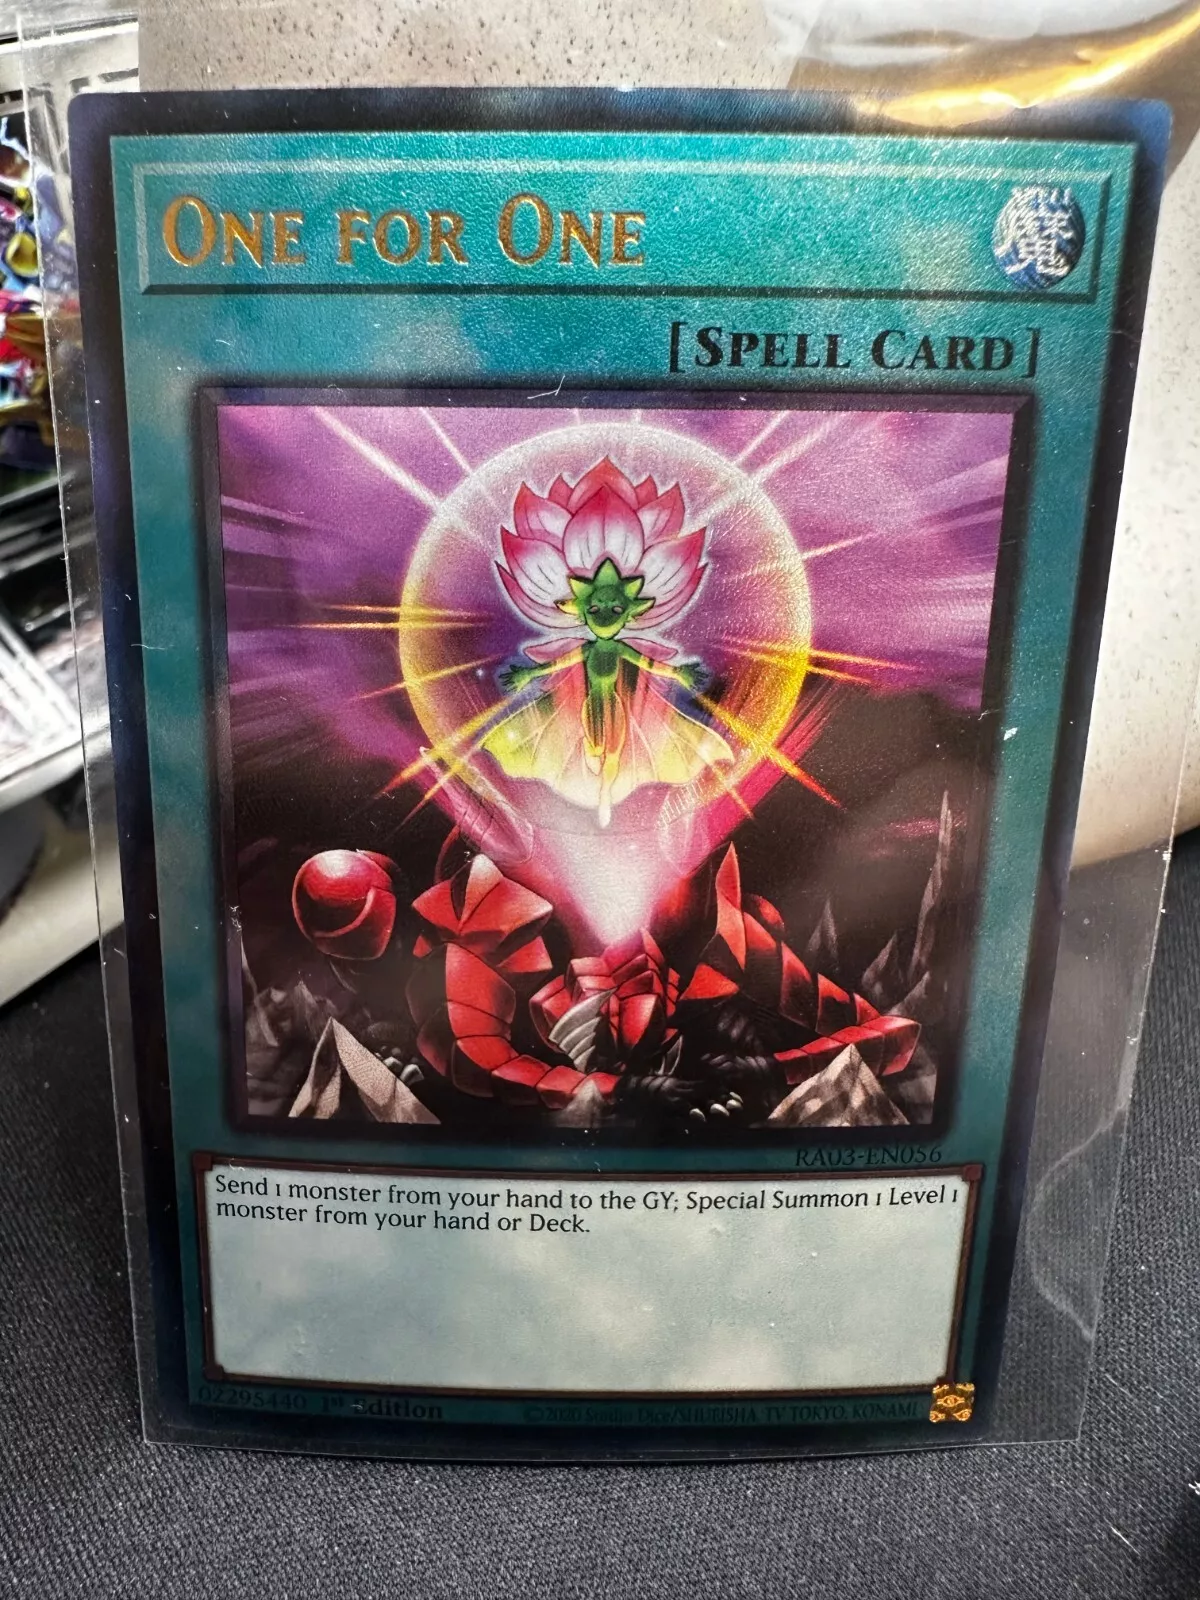 ONE FOR ONE
魔
[SPELL CARD]
RA03-EN056
Send 1 monster from your hand to the GY; Special Summon 1 Level 1
monster from your hand or Deck.
02295440 1st Edition
©2020 Studio Dice/SHUEISHA, TV TOKYO, KONAMI